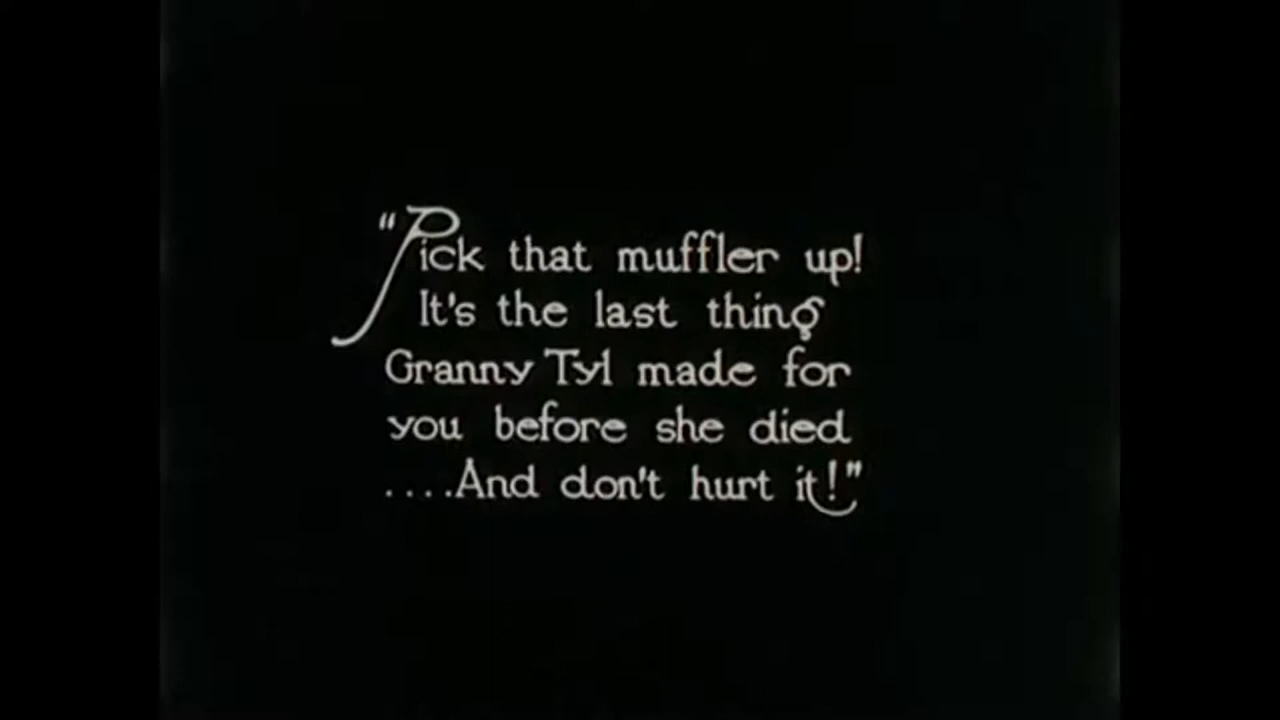 "Pick that muffler up!
It's the last thing
Granny Tyl made for
you before she died
....And don't hurt it!"